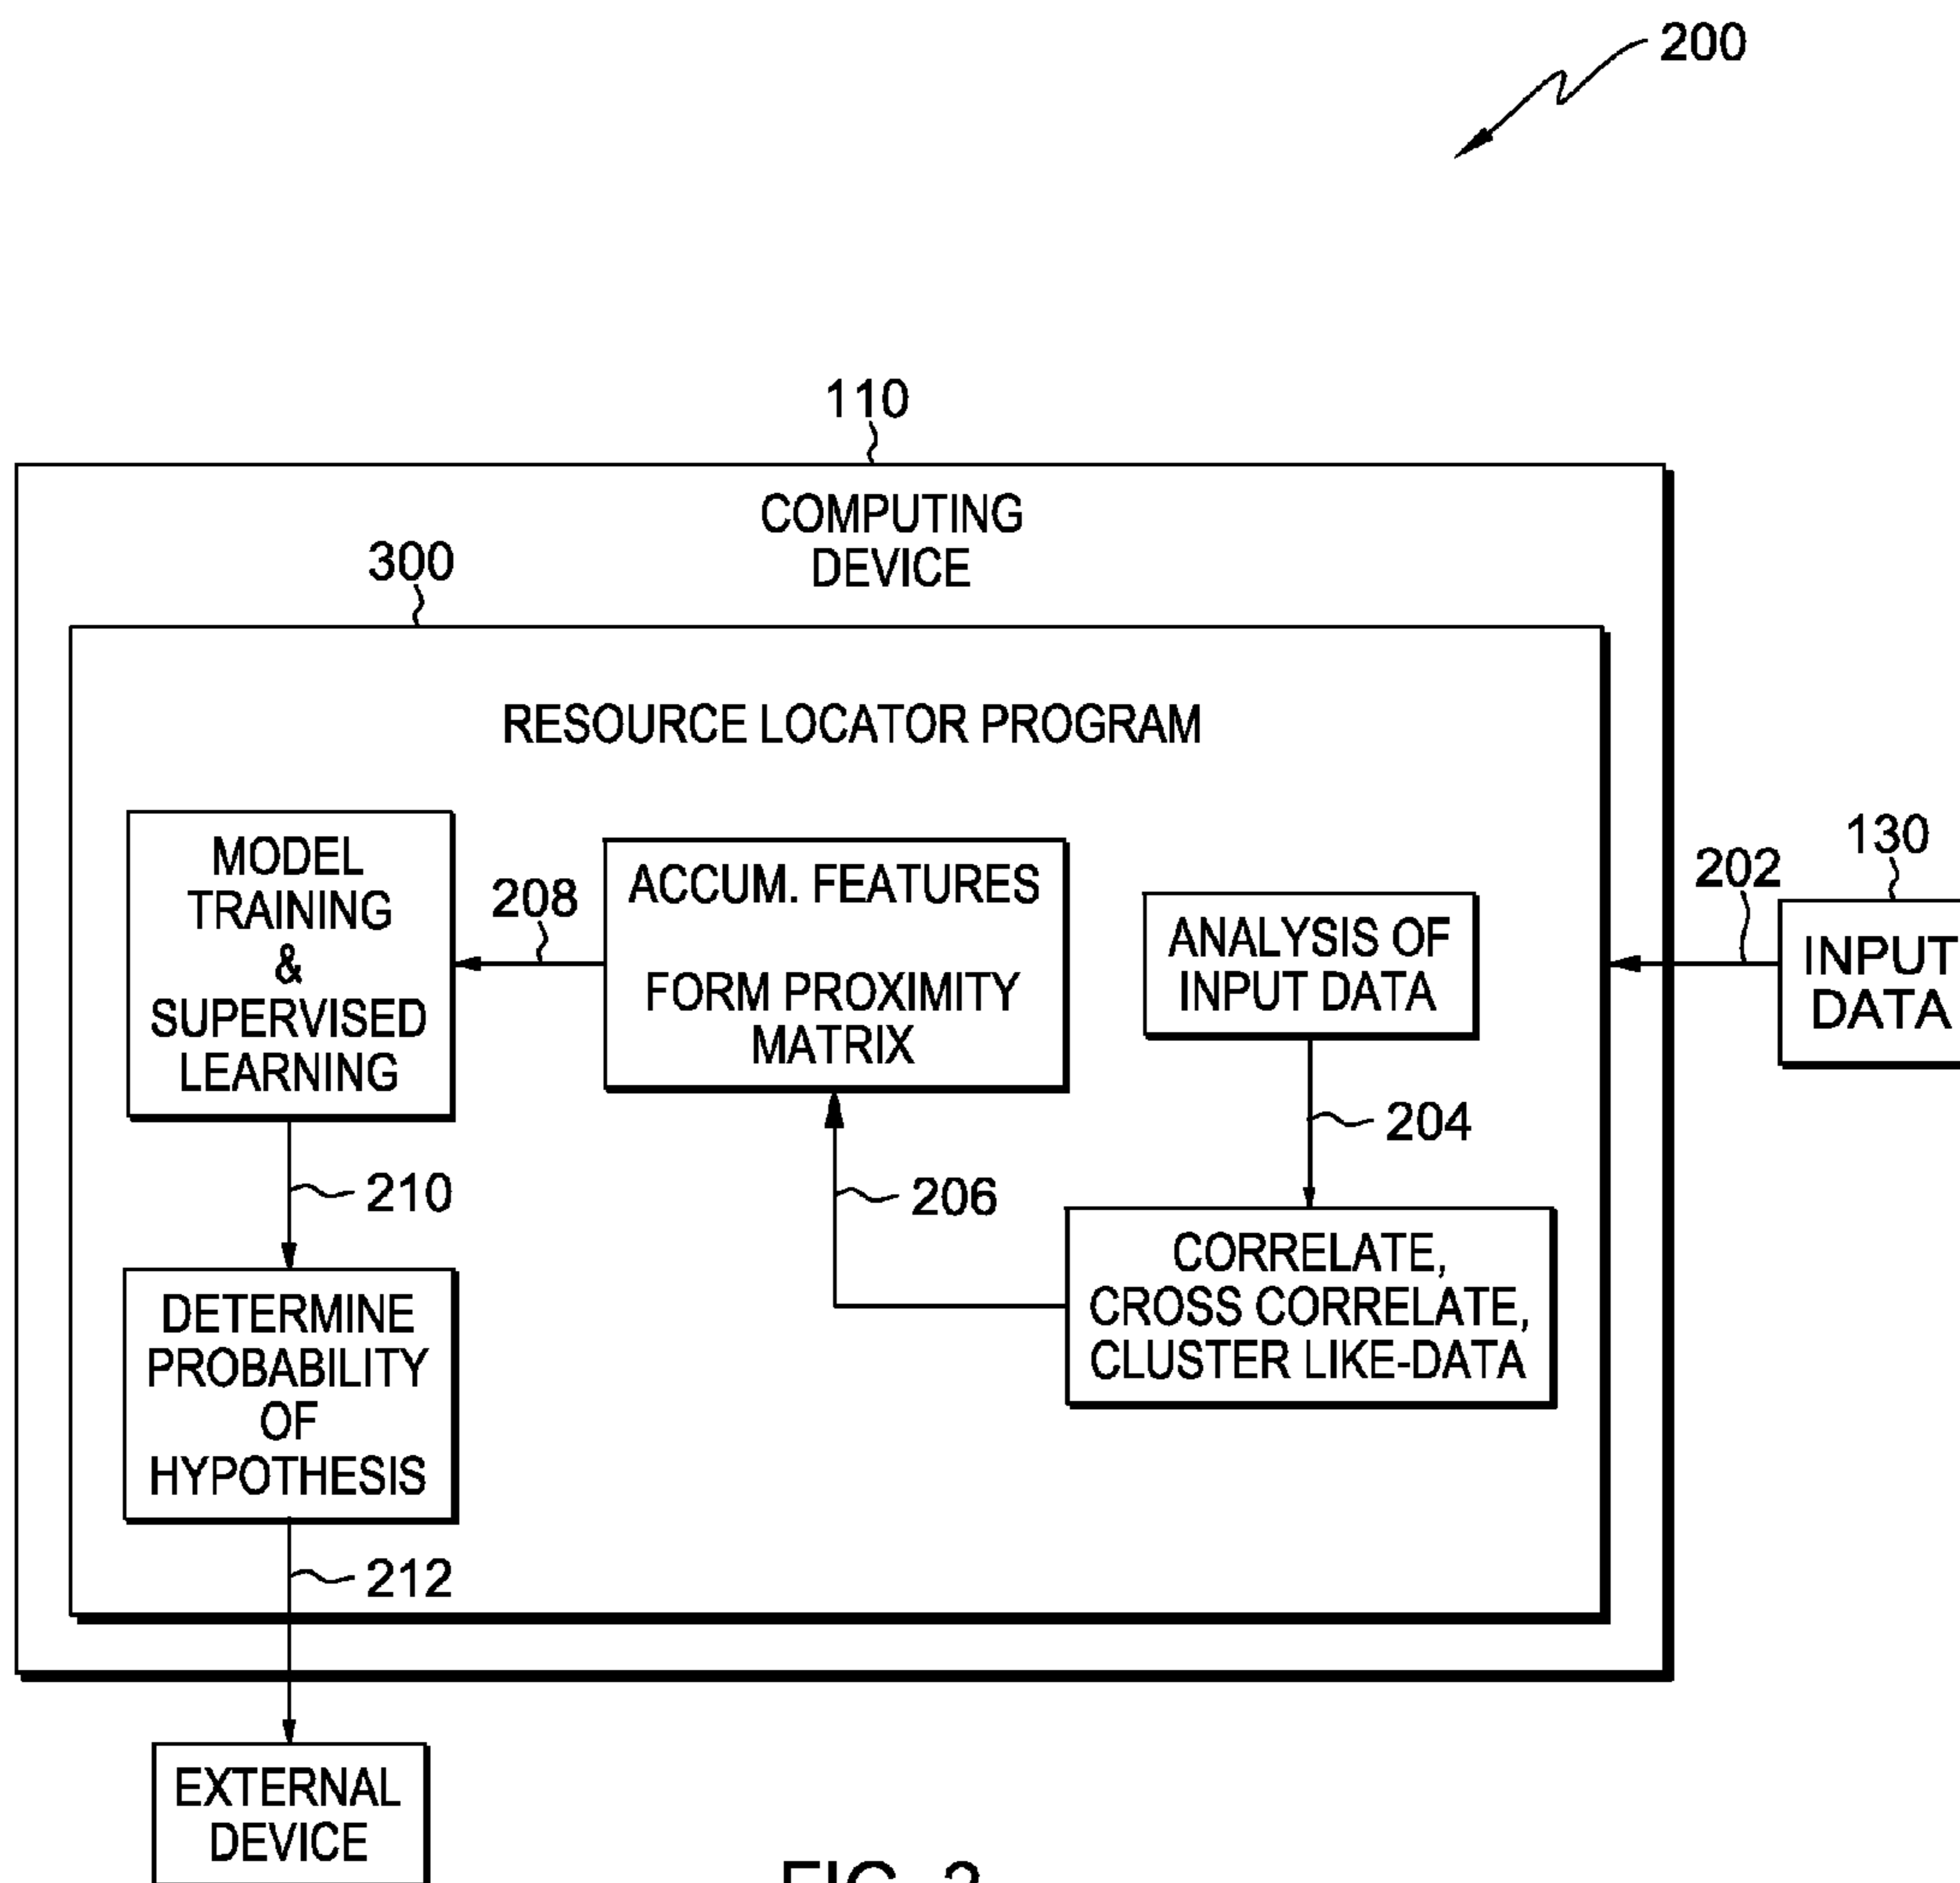 200
110
COMPUTING
DEVICE
300
RESOURCE LOCATOR PROGRAM
MODEL
TRAINING
&
SUPERVISED
LEARNING
208
ACCUM. FEATURES
FORM PROXIMITY
MATRIX
ANALYSIS OF
INPUT DATA
202
130
INPUT
DATA
204
206
210
CORRELATE,
CROSS CORRELATE,
CLUSTER LIKE-DATA
DETERMINE
PROBABILITY
OF
HYPOTHESIS
212
EXTERNAL
DEVICE